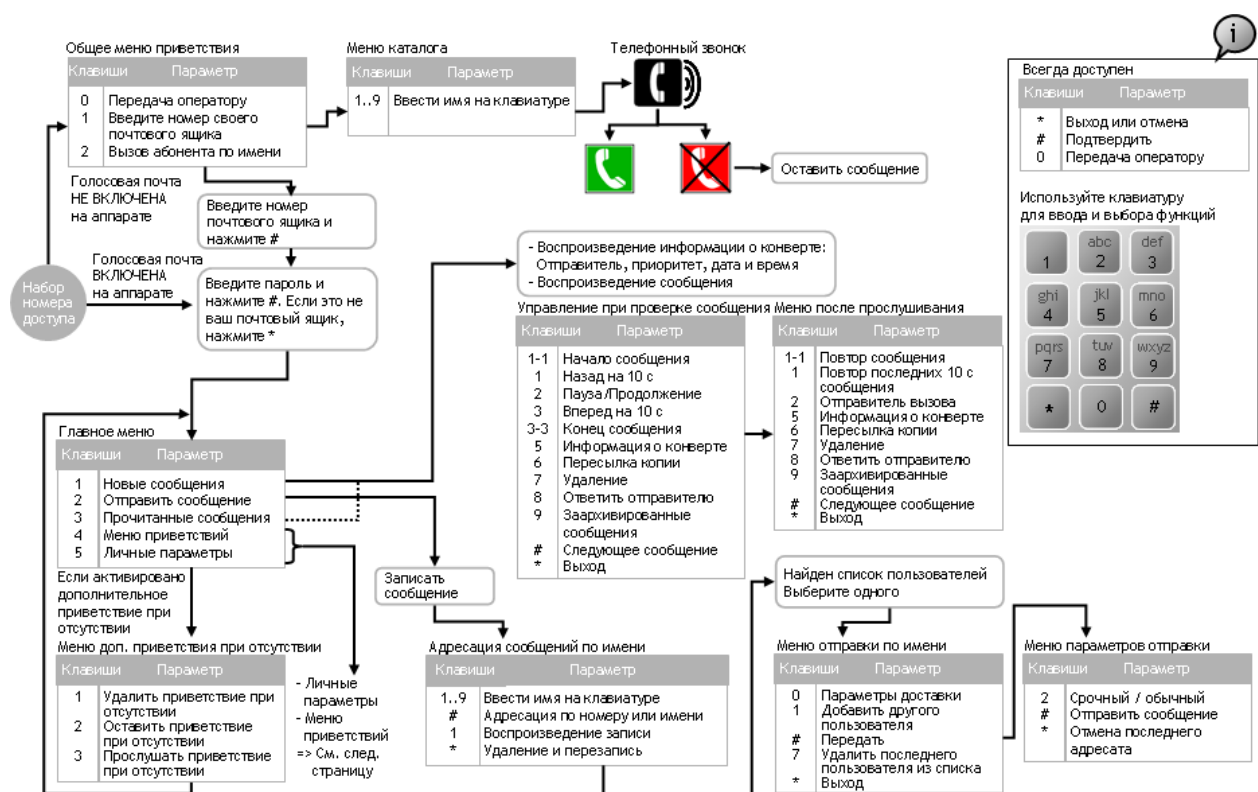 i
Общее меню приветствия
Клавиши Параметр
0 Передача оператору
1 Введите номер своего
почтового ящика
2 Вызов абонента по имени
Меню каталога
Клавиши Параметр
1..9 Ввести имя на клавиатуре
Телефонный звонок
Оставить сообщение
Всегда доступен
Клавиши Параметр
* Выход или отмена
# Подтвердить
0 Передача оператору
Используйте клавиатуру
для ввода и выбора функций
1
abc
2
def
3
ghi
4
jkl
5
mno
6
pqrs
7
tuv
8
wxyz
9
*
0
#
Голосовая почта
НЕ ВКЛЮЧЕНА
на аппарате
Введите номер
почтового ящика и
нажмите #
Набор
номера
доступа
Голосовая почта
ВКЛЮЧЕНА
на аппарате
Введите пароль и
нажмите #. Если это не
ваш почтовый ящик,
нажмите *
- Воспроизведение информации о конверте:
Отправитель, приоритет, дата и время
- Воспроизведение сообщения
Управление при проверке сообщения
Клавиши Параметр
1-1 Начало сообщения
1 Назад на 10 с
2 Пауза/Продолжение
3 Вперед на 10 с
3-3 Конец сообщения
5 Информация о конверте
6 Пересылка копии
7 Удаление
8 Ответить отправителю
9 Заархивированные
сообщения
# Следующее сообщение
* Выход
Меню после прослушивания
Клавиши Параметр
1-1 Повтор сообщения
1 Повтор последних 10 с
сообщения
2 Отправитель вызова
5 Информация о конверте
6 Пересылка копии
7 Удаление
8 Ответить отправителю
9 Заархивированные
сообщения
# Следующее сообщение
* Выход
Главное меню
Клавиши Параметр
1 Новые сообщения
2 Отправить сообщение
3 Прочитанные сообщения
4 Меню приветствий
5 Личные параметры
Если активировано
дополнительное
приветствие при
отсутствии
Меню доп. приветствия при отсутствии
Клавиши Параметр
1 Удалить приветствие при
отсутствии
2 Оставить приветствие
при отсутствии
3 Прослушать приветствие
при отсутствии
- Личные
параметры
- Меню
приветствий
=> См. след.
страницу
Записать
сообщение
Адресация сообщений по имени
Клавиши Параметр
1..9 Ввести имя на клавиатуре
# Адресация по номеру или имени
1 Воспроизведение записи
* Удаление и перезапись
Найден список пользователей
Выберите одного
Меню отправки по имени
Клавиши Параметр
0 Параметры доставки
1 Добавить другого
пользователя
# Передать
7 Удалить последнего
пользователя из списка
* Выход
Меню параметров отправки
Клавиши Параметр
2 Срочный / обычный
# Отправить сообщение
* Отмена последнего
адресата